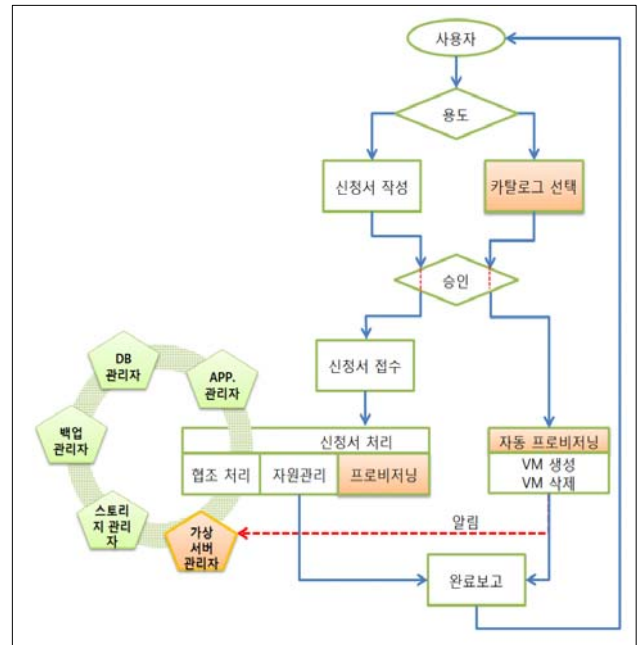 사용자
용도
신청서 작성
카탈로그 선택
승인
신청서 접수
DB
관리자
APP.
관리자
백업
관리자
스토리
지 관리
자
가상
서버
관리자
신청서 처리
협조 처리
자원관리
프로비저닝
자동 프로비저닝
VM 생성
VM 삭제
알림
완료보고